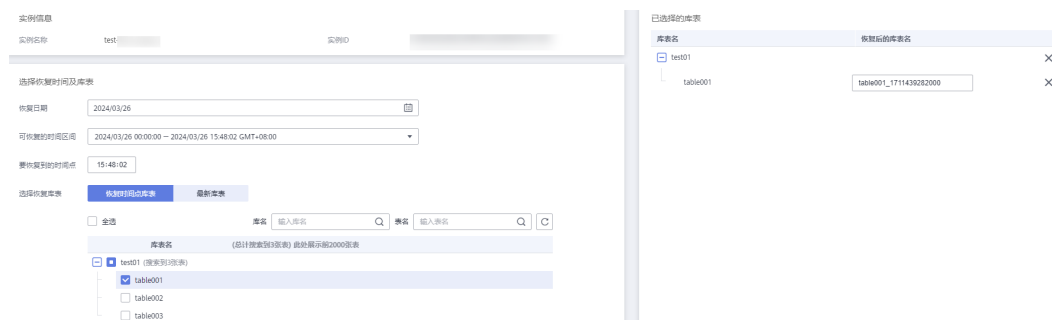 实例信息
实例名称 test-
实例ID
选择恢复时间及库表
恢复日期 2024/03/26
可恢复的时间区间 2024/03/26 00:00:00 – 2024/03/26 15:48:02 GMT+08:00
要恢复到的时间点 15:48:02
选择恢复库表 恢复时间点库表 最新库表
全选 库名 输入库名 表名 输入表名
库表名 (总计搜索到3张表) 此处展示前2000张表
test01 (搜索到3张表)
table001
table002
table003
已选择的库表
库表名 恢复后的库表名
test01
table001 table001_1711439282000